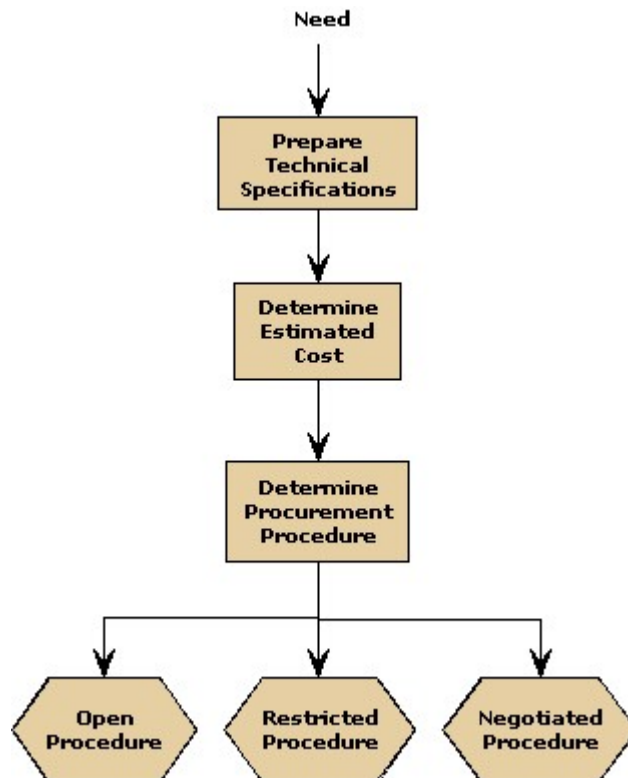 Need
Prepare
Technical
Specifications
Determine
Estimated
Cost
Determine
Procurement
Procedure
Open
Procedure
Restricted
Procedure
Negotiated
Procedure